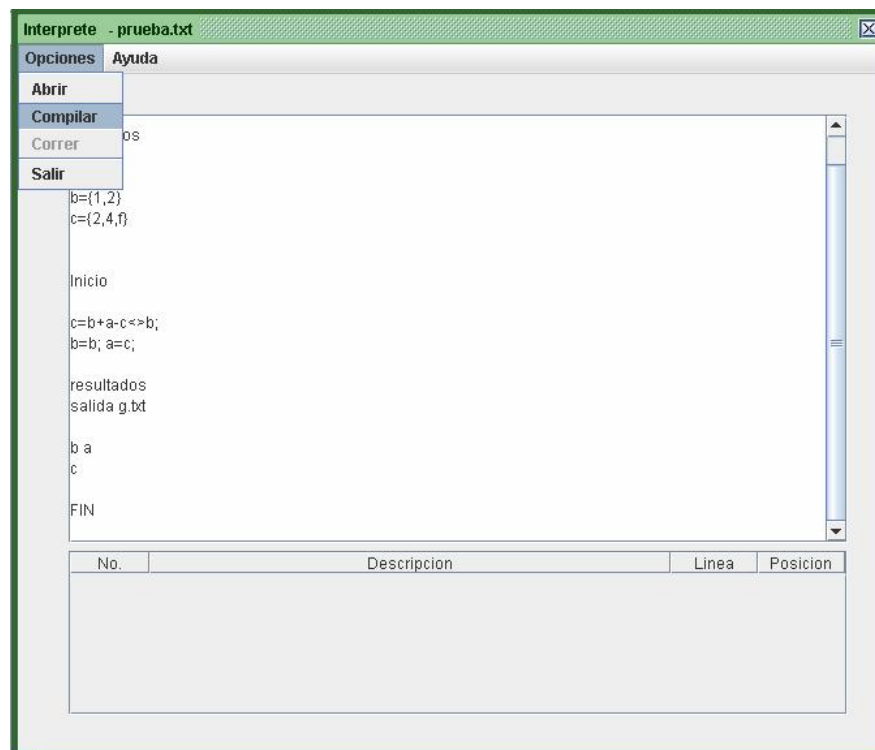 Interprete - prueba.txt
Opciones Ayuda
Abrir
Compilar
Correr
Salir
os
b={1,2}
c={2,4,f}
Inicio
c=b+a-c<>b;
b=b; a=c;
resultados
salida g.txt
b a
c
FIN
No. Descripcion Linea Posicion